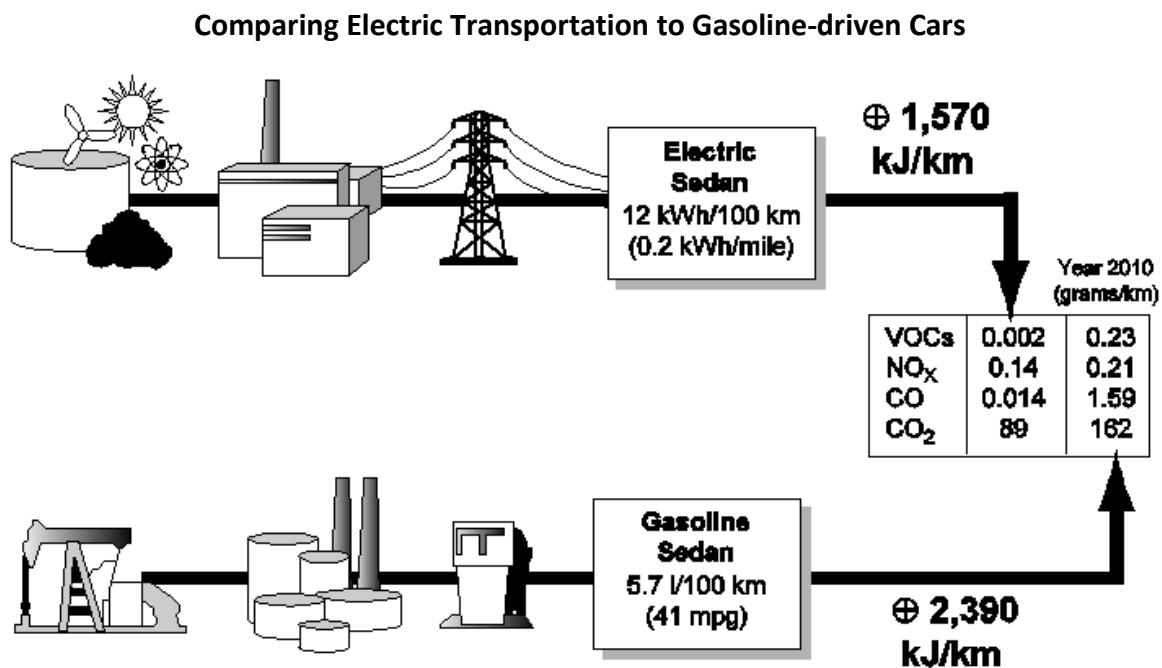 Comparing Electric Transportation to Gasoline-driven Cars
⊕ 1,570
kJ/km
Electric
Sedan
12 kWh/100 km
(0.2 kWh/mile)
Year 2010
(grams/km)
VOCs 0.002 0.23
NOX 0.14 0.21
CO 0.014 1.59
CO2 89 162
Gasoline
Sedan
5.7 l/100 km
(41 mpg)
⊕ 2,390
kJ/km